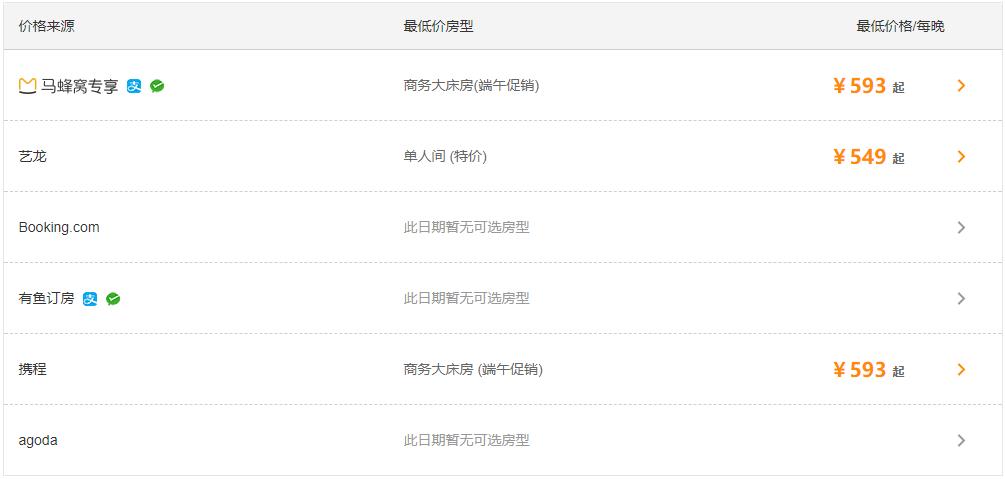 价格来源 最低价房型 最低价格/每晚
马蜂窝专享 支 商务大床房(端午促销) ¥593 起
艺龙 单人间 (特价) ¥549 起
Booking.com 此日期暂无可选房型
有鱼订房 支 此日期暂无可选房型
携程 商务大床房 (端午促销) ¥593 起
agoda 此日期暂无可选房型